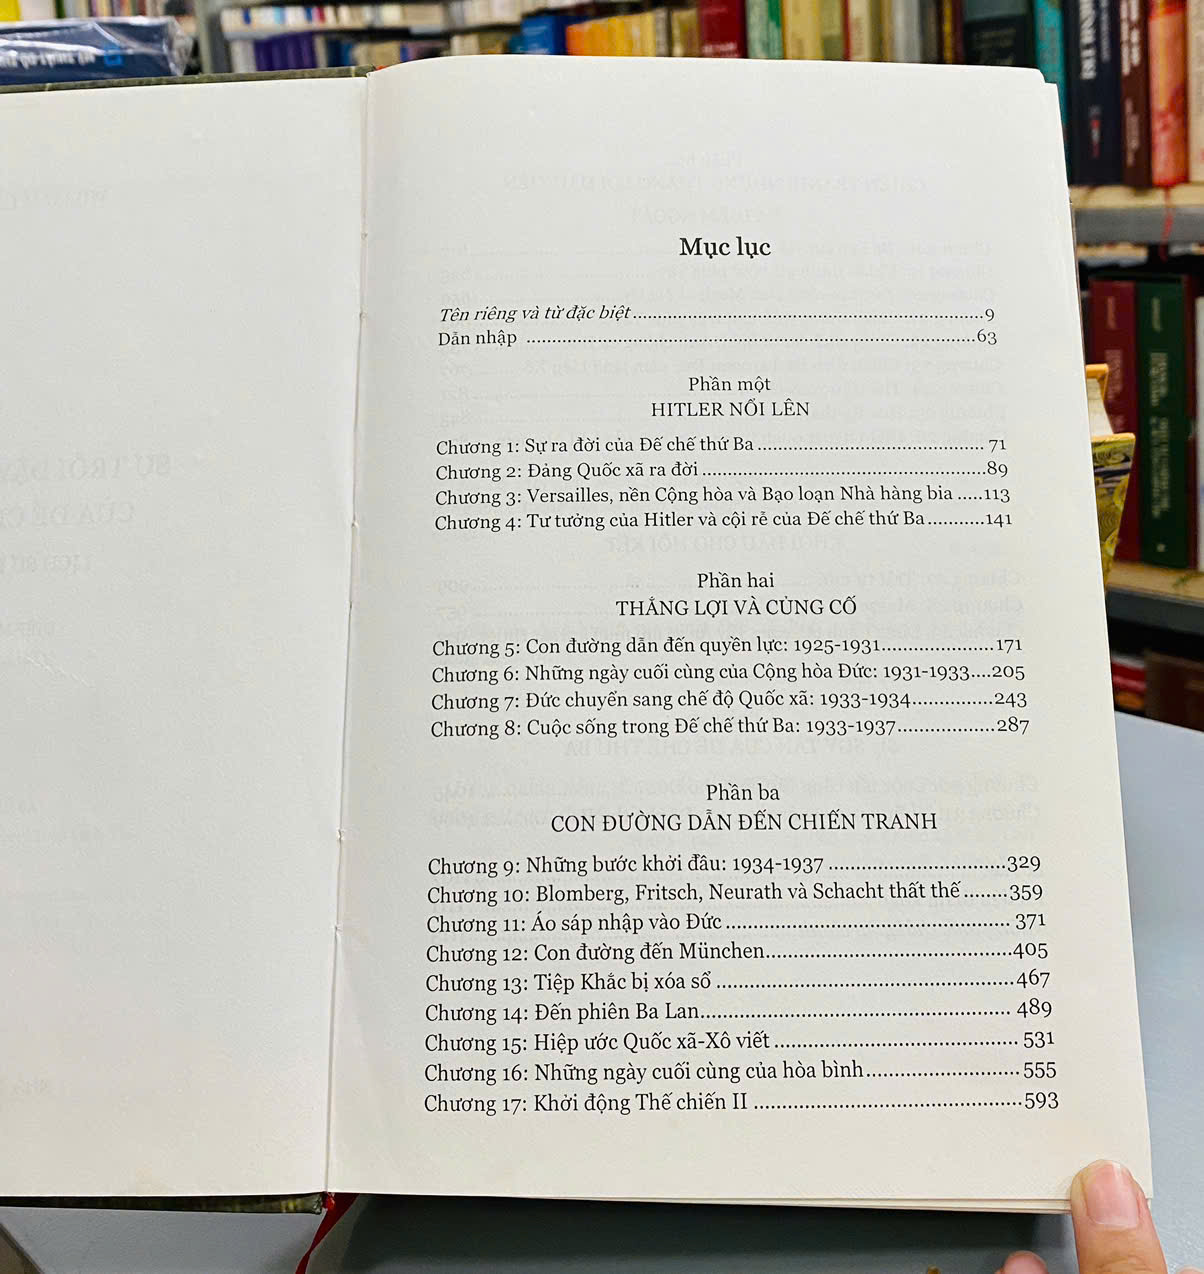 Mục lục
Tên riêng và từ đặc biệt.....9
Dẫn nhập.....63
Phần một
HITLER NỔI LÊN
Chương 1: Sự ra đời của Đế chế thứ Ba..... 71
Chương 2: Đảng Quốc xã ra đời.....89
Chương 3: Versailles, nền Cộng hòa và Bạo loạn Nhà hàng bia .....113
Chương 4: Tư tưởng của Hitler và cội rễ của Đế chế thứ Ba...........141
Phần hai
THẮNG LỢI VÀ CỦNG CỐ
Chương 5: Con đường dẫn đến quyền lực: 1925-1931.....171
Chương 6: Những ngày cuối cùng của Cộng hòa Đức: 1931-1933....205
Chương 7: Đức chuyển sang chế độ Quốc xã: 1933-1934.....243
Chương 8: Cuộc sống trong Đế chế thứ Ba: 1933-1937.....287
Phần ba
CON ĐƯỜNG DẪN ĐẾN CHIẾN TRANH
Chương 9: Những bước khởi đầu: 1934-1937.....329
Chương 10: Blomberg, Fritsch, Neurath và Schacht thất thế........359
Chương 11: Áo sáp nhập vào Đức..... 371
Chương 12: Con đường đến München.....405
Chương 13: Tiệp Khắc bị xóa sổ.....467
Chương 14: Đến phiên Ba Lan..... 489
Chương 15: Hiệp ước Quốc xã-Xô viết..... 531
Chương 16: Những ngày cuối cùng của hòa bình.....555
Chương 17: Khởi động Thế chiến II.....593